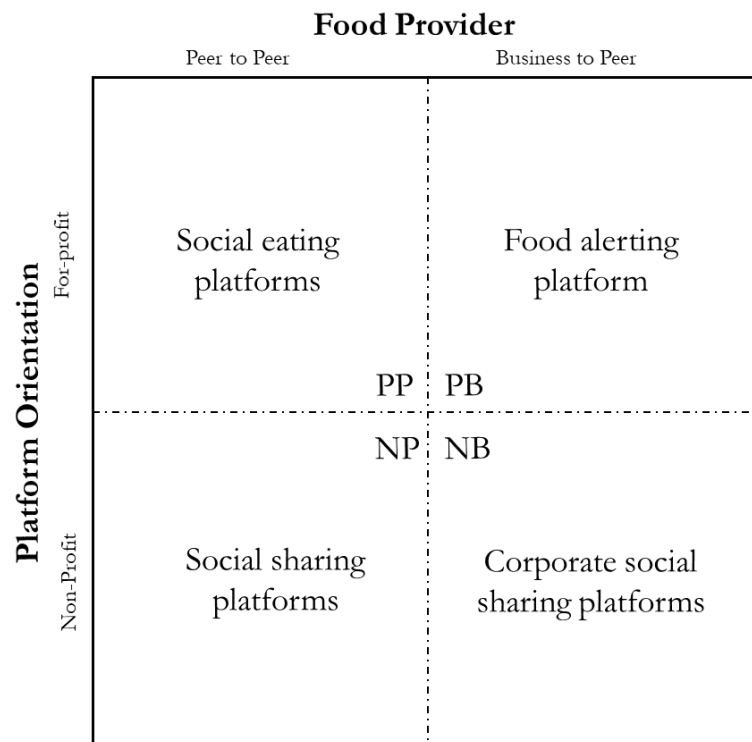 Food Provider
Peer to Peer
Business to Peer
Platform Orientation
For-profit
Non-Profit
Social eating
platforms
Food alerting
platform
PP
PB
NP
NB
Social sharing
platforms
Corporate social
sharing platforms